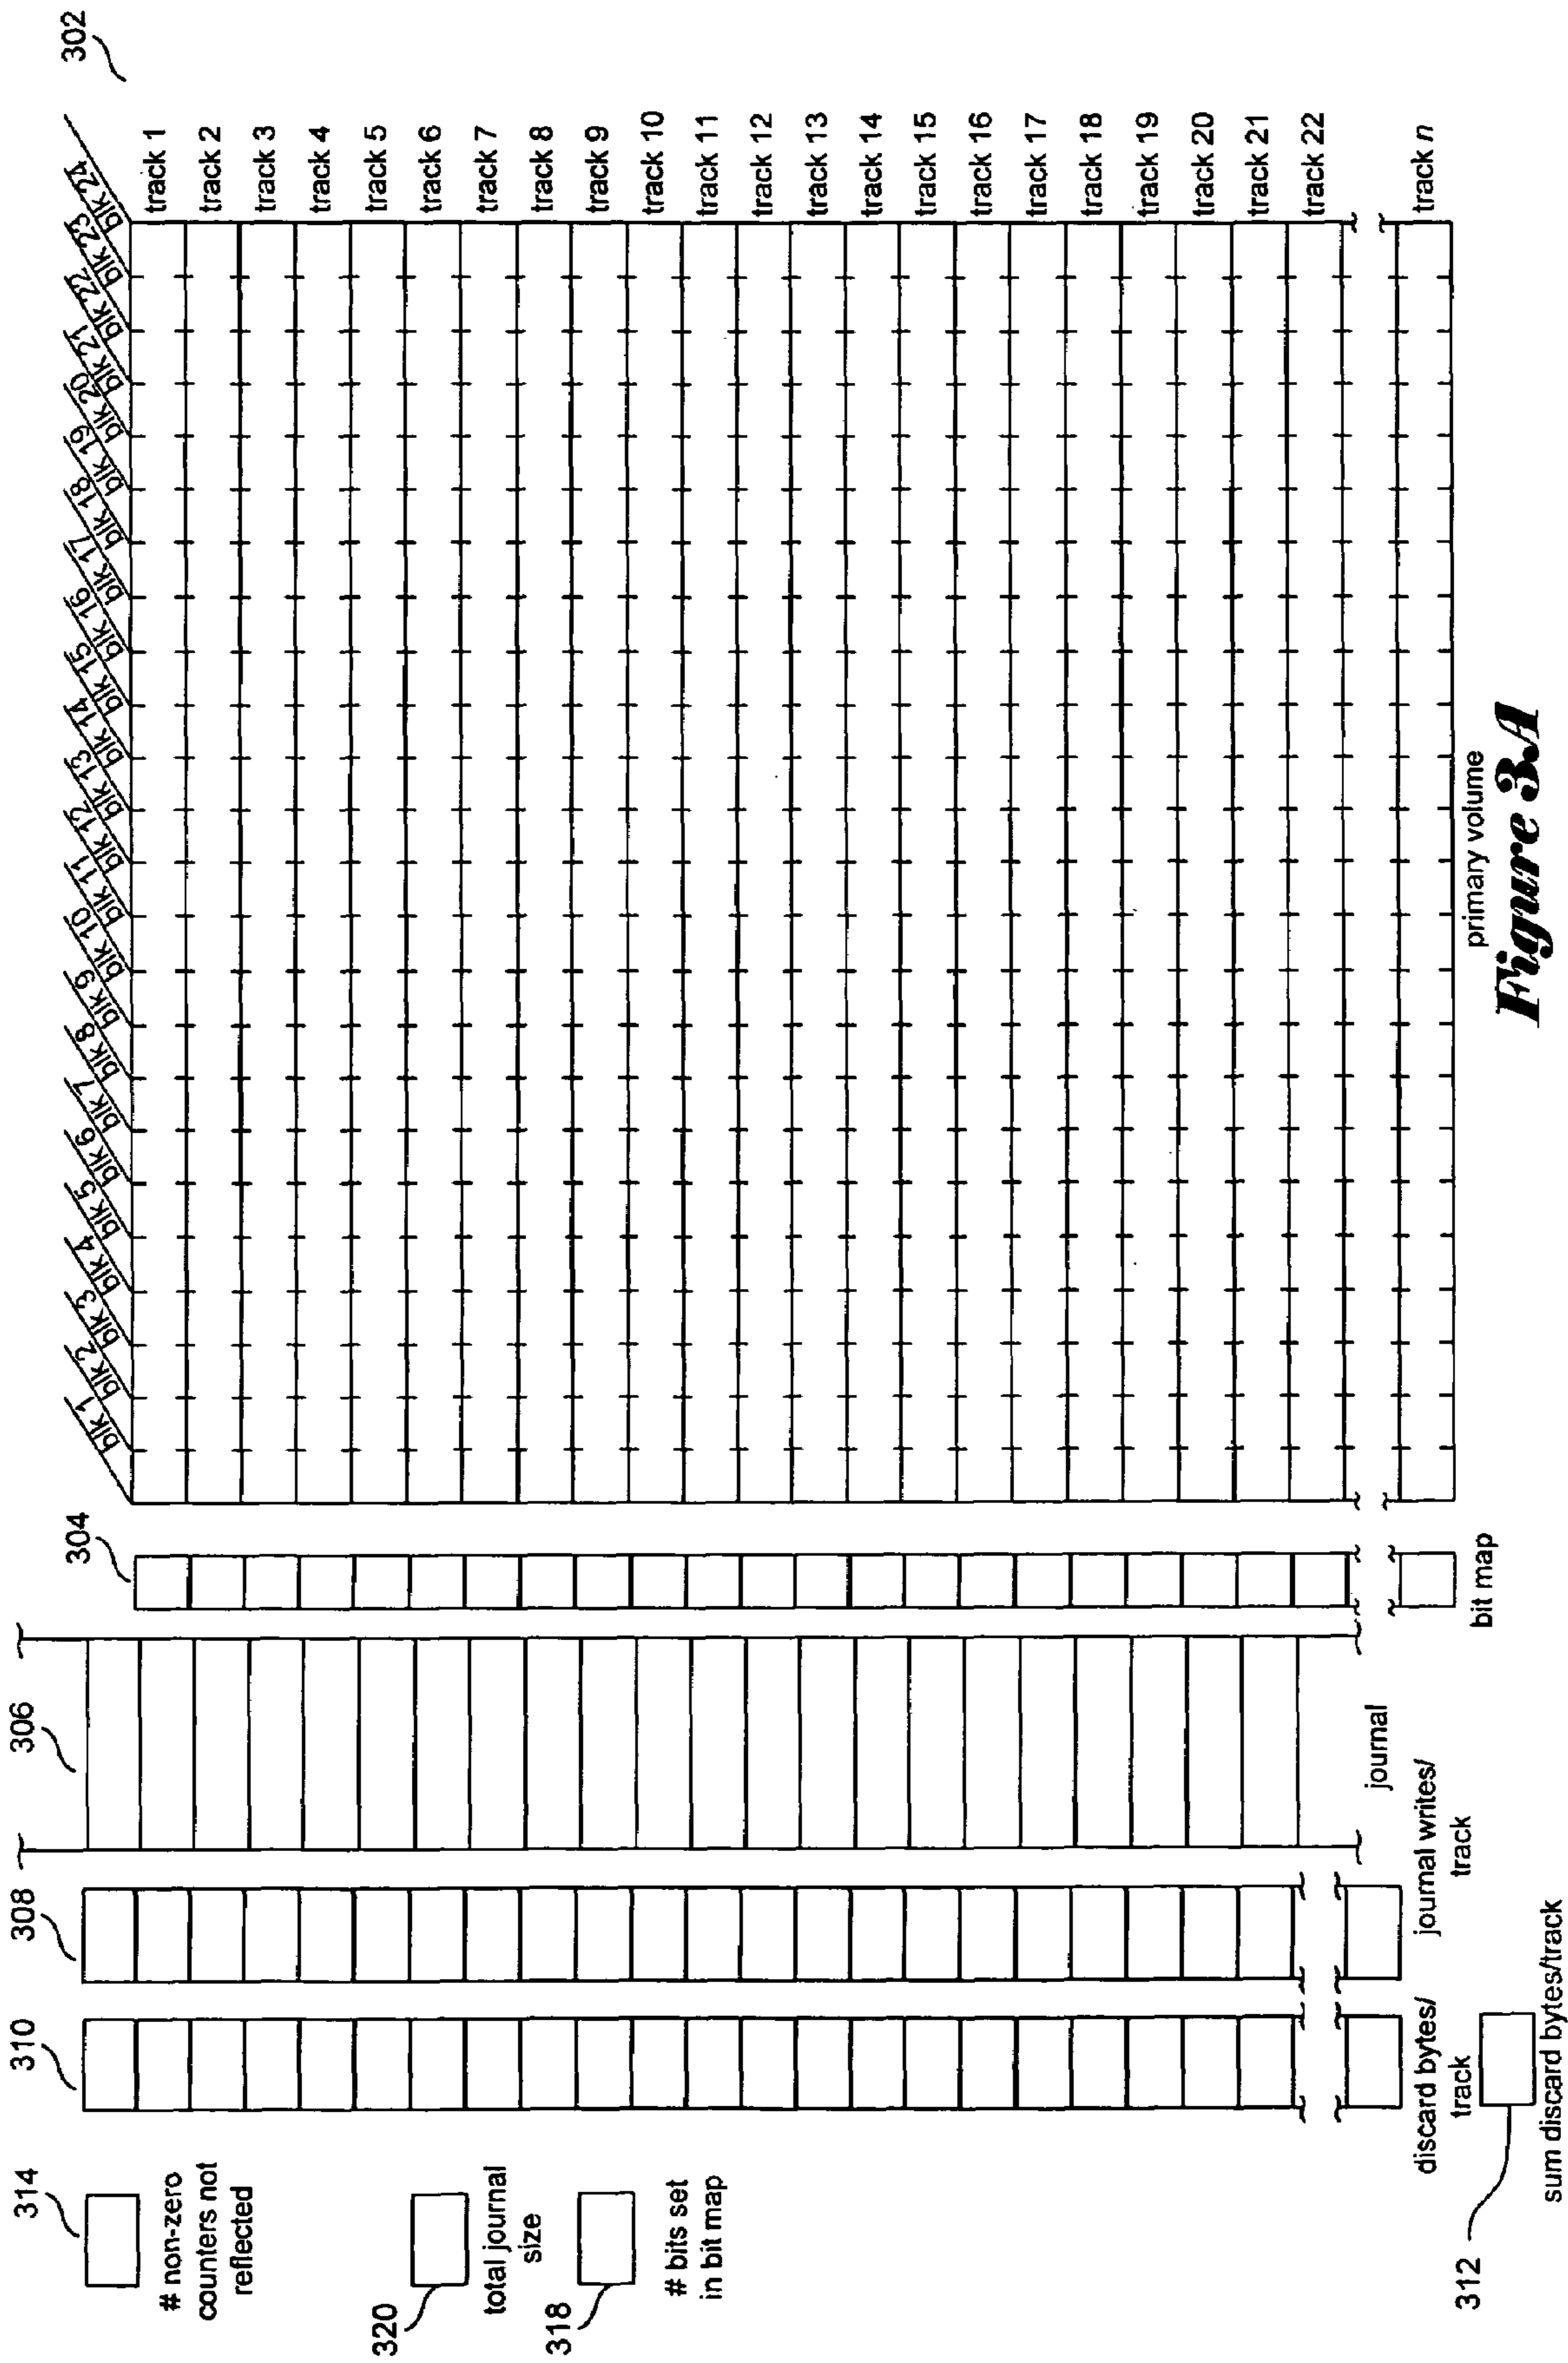 302
blk 1
blk 2
blk 3
blk 4
blk 5
blk 6
blk 7
blk 8
blk 9
blk 10
blk 11
blk 12
blk 13
blk 14
blk 15
blk 16
blk 17
blk 18
blk 19
blk 20
blk 21
blk 22
blk 23
blk 24
track 1
track 2
track 3
track 4
track 5
track 6
track 7
track 8
track 9
track 10
track 11
track 12
track 13
track 14
track 15
track 16
track 17
track 18
track 19
track 20
track 21
track 22
track n
primary volume
304
bit map
306
journal
308
journal writes/
track
310
discard bytes/
track
312
sum discard bytes/track
314
# non-zero
counters not
reflected
320
total journal
size
318
# bits set
in bit map
Figure 3A